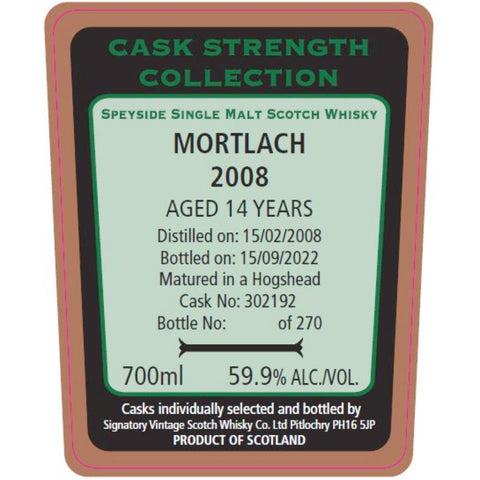 CASK STRENGTH
COLLECTION
SPEYSIDE SINGLE MALT SCOTCH WHISKY
MORTLACH
2008
AGED 14 YEARS
Distilled on: 15/02/2008
Bottled on: 15/09/2022
Matured in a Hogshead
Cask No: 302192
Bottle No: of 270
700ml 59.9% ALC./VOL.
Casks individually selected and bottled by
Signatory Vintage Scotch Whisky Co. Ltd Pitlochry PH16 5JP
PRODUCT OF SCOTLAND